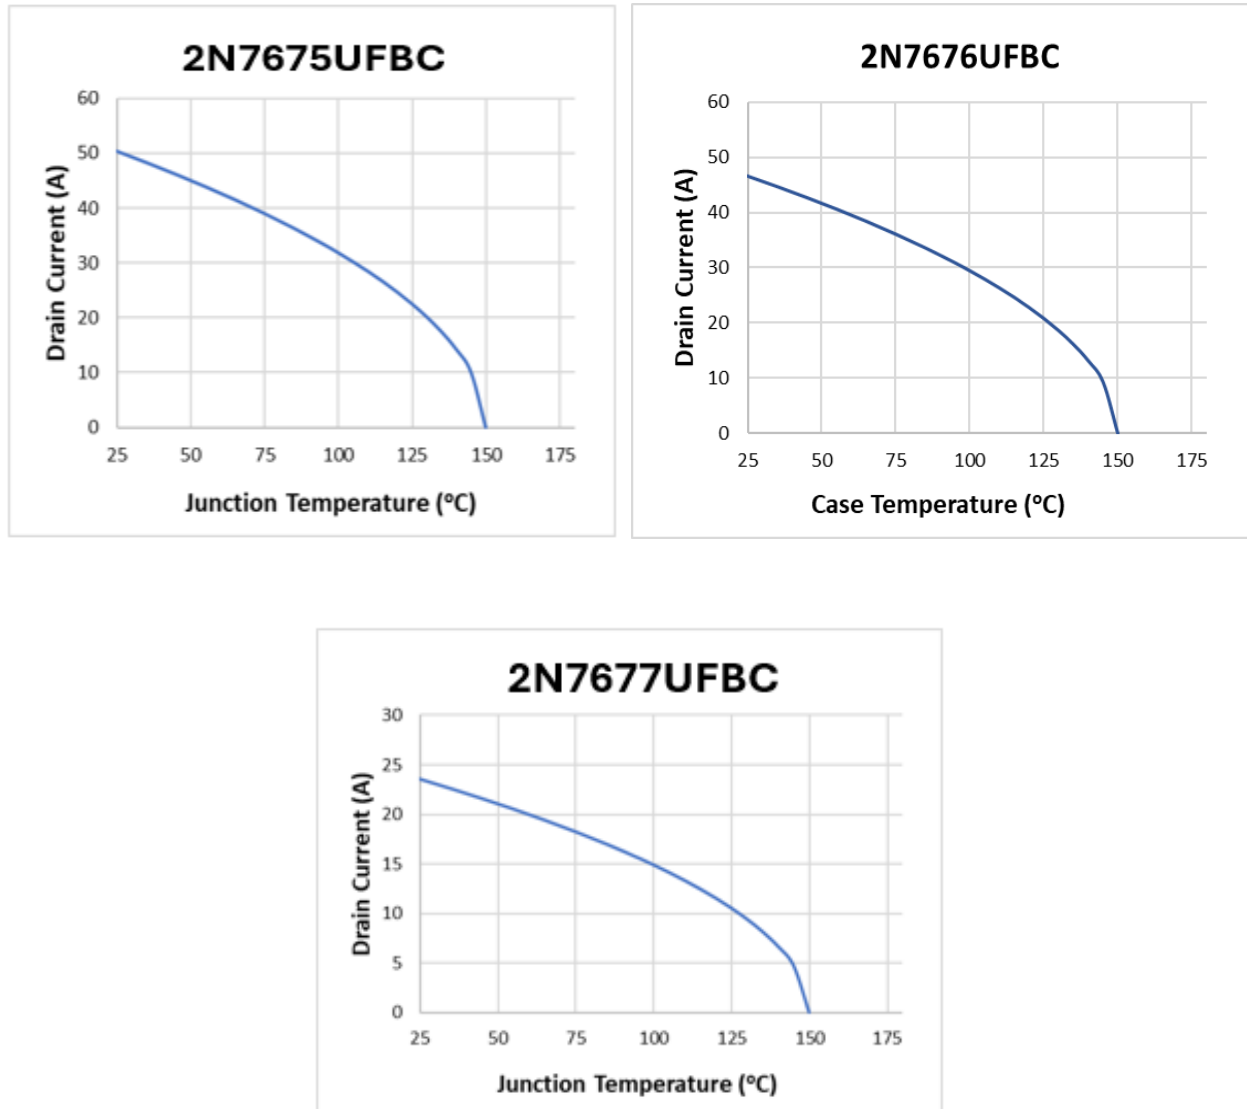 2N7675UFBC
60
50
40
30
20
10
0
Drain Current (A)
25 50 75 100 125 150 175
Junction Temperature (°C)
2N7676UFBC
60
50
40
30
20
10
0
Drain Current (A)
25 50 75 100 125 150 175
Case Temperature (°C)
2N7677UFBC
30
25
20
15
10
5
0
Drain Current (A)
25 50 75 100 125 150 175
Junction Temperature (°C)